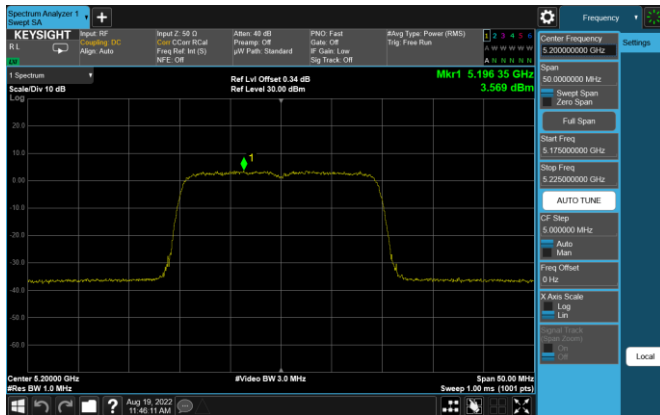 Spectrum Analyzer 1
Swept SA
+
Frequency
KEYSIGHT
RL
Input: RF
Coupling: DC
Align: Auto
Input Z: 50 Ω
Corr CCorr RCal
Freq Ref: Int (S)
NFE: Off
Atten: 40 dB
Preamp: Off
µW Path: Standard
PNO: Fast
Gate: Off
IF Gain: Low
Sig Track: Off
#Avg Type: Power (RMS)
Trig: Free Run
1 2 3 4 5 6
A W W W W W
A N N N N N
1 Spectrum
Scale/Div 10 dB
Log
Ref Lvl Offset 0.34 dB
Ref Level 30.00 dBm
Mkr1 5.196 35 GHz
3.569 dBm
1
20.0
10.0
0.00
-10.0
-20.0
-30.0
-40.0
-50.0
-60.0
Center 5.20000 GHz
#Res BW 1.0 MHz
#Video BW 3.0 MHz
Span 50.00 MHz
Sweep 1.00 ms (1001 pts)
Center Frequency
5.200000000 GHz
Settings
Span
50.0000000 MHz
Swept Span
Zero Span
Full Span
Start Freq
5.175000000 GHz
Stop Freq
5.225000000 GHz
AUTO TUNE
CF Step
5.000000 MHz
Auto
Man
Freq Offset
0 Hz
X Axis Scale
Log
Lin
Signal Track
(Span Zoom)
On
Off
Local
?
Aug 19, 2022
11:46:11 AM